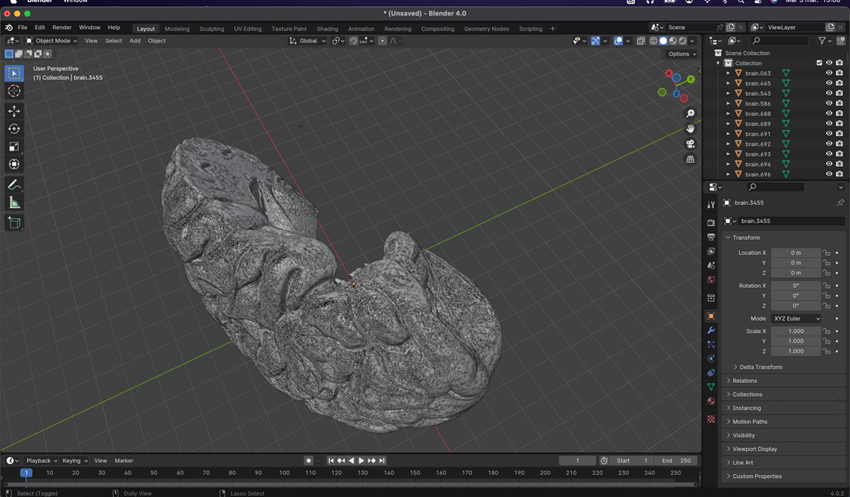 Blender Window
* (Unsaved) - Blender 4.0
File Edit Render Window Help Layout Modeling Sculpting UV Editing Texture Paint Shading Animation Rendering Compositing Geometry Nodes Scripting + Scene ViewLayer
Object Mode View Select Add Object Global
Options
User Perspective
(1) Collection | brain.3455
Scene Collection
Collection
brain.063
brain.465
brain.543
brain.586
brain.688
brain.689
brain.691
brain.692
brain.693
brain.694
brain.696
brain.3455
brain.3455
Transform
Location X 0 m
Y 0 m
Z 0 m
Rotation X 0°
Y 0°
Z 0°
Mode XYZ Euler
Scale X 1.000
Y 1.000
Z 1.000
Delta Transform
Relations
Collections
Instancing
Motion Paths
Visibility
Viewport Display
Line Art
Custom Properties
Playback Keying View Marker 1 Start 1 End 250
1 10 20 30 40 50 60 70 80 90 100 110 120 130 140 150 160 170 180 190 200 210 220 230 240 250
Select (Toggle) Dolly View Lasso Select 4.0.2